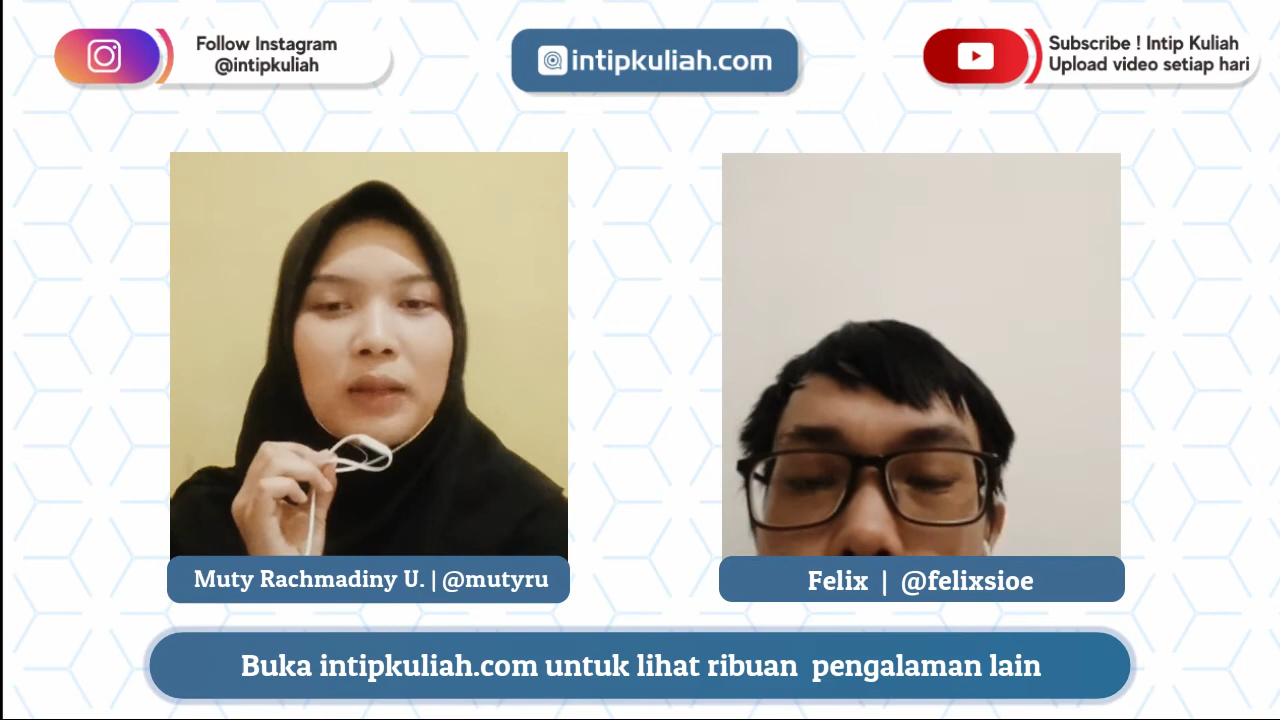 Follow Instagram
@intipkuliah
intipkuliah.com
Subscribe ! Intip Kuliah
Upload video setiap hari
Muty Rachmadiny U. | @mutyru
Felix | @felixsioe
Buka intipkuliah.com untuk lihat ribuan pengalaman lain